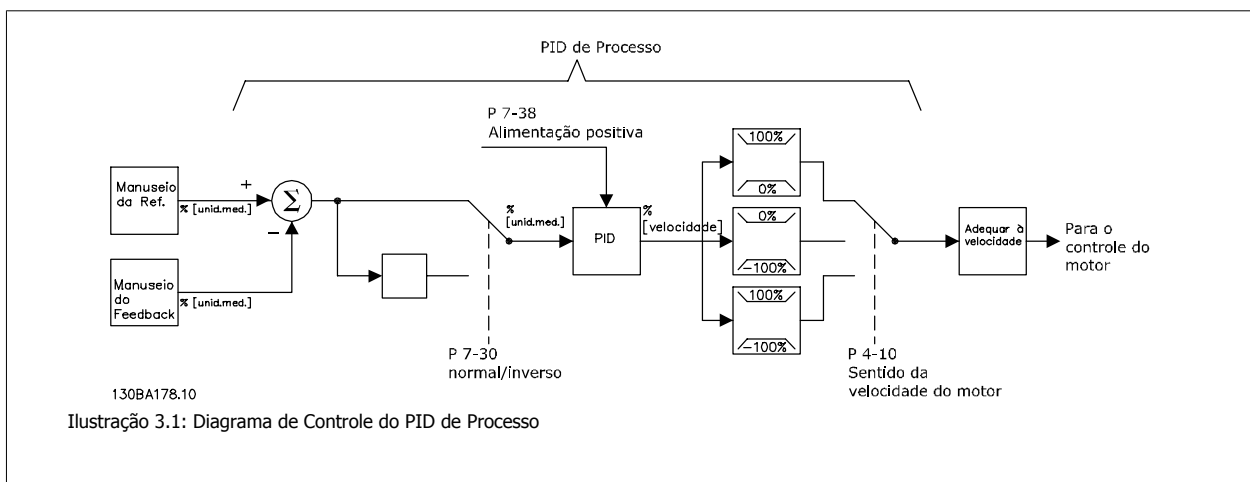 PID de Processo
P 7-38
Alimentação positiva
Manuseio
da Ref.
% [unid.med.]
+
Σ
−
Manuseio
do
Feedback
% [unid.med.]
%
[unid.med.]
PID
%
[velocidade]
100%
0%
0%
−100%
100%
−100%
Adequar à
velocidade
Para o
controle do
motor
P 7-30
normal/inverso
P 4-10
Sentido da
velocidade do motor
130BA178.10
Ilustração 3.1: Diagrama de Controle do PID de Processo